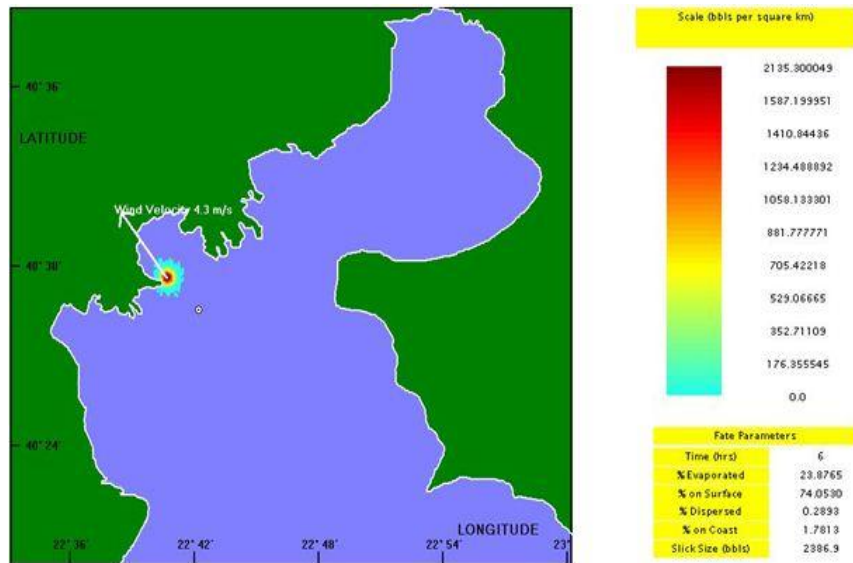 Scale (bbls per square km)
40° 36'
LATITUDE
Wind Velocity 4.3 m/s
40° 30'
40° 24'
LONGITUDE
22° 36'
22° 42'
22° 48'
22° 54'
23°
2135.300049
1587.199951
1410.84436
1234.488892
1058.133301
881.777771
705.42218
529.06665
352.71109
176.355545
0.0
Fate Parameters
Time (hrs) 6
% Evaporated 23.8765
% on Surface 74.0530
% Dispersed 0.2893
% on Coast 1.7813
Slick Size (bbls) 2386.9